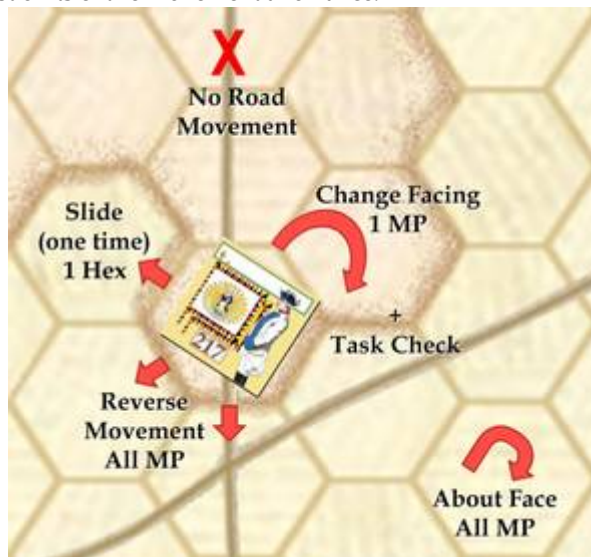 X
No Road
Movement
Slide
(one time)
1 Hex
Change Facing
1 MP
+
Task Check
217
Reverse
Movement
All MP
About Face
All MP